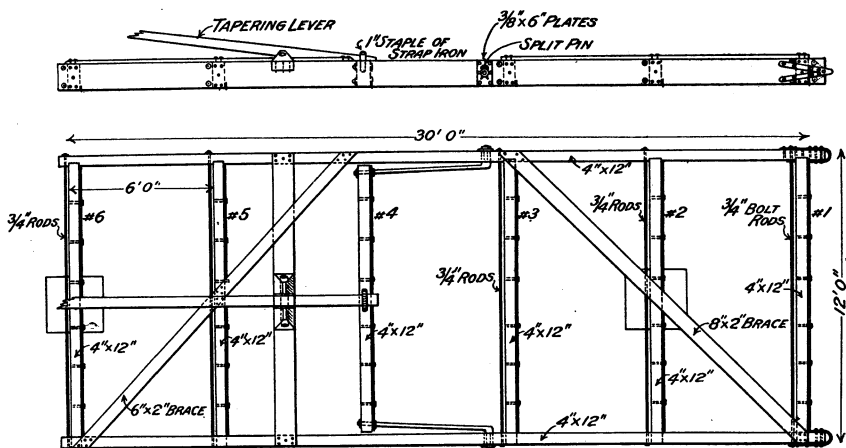 TAPERING LEVER
1" STAPLE OF
STRAP IRON
3/8 x 6" PLATES
SPLIT PIN
30' 0"
6'0"
4"x12"
3/4" RODS
#6
#5
#4
#3
3/4" RODS
#2
3/4" BOLT
RODS
#1
3/4" RODS
4"x12"
12'0"
4"x12"
4"x12"
4"x12"
4"x12"
8"x2" BRACE
4"x12"
6"x2" BRACE
4"x12"